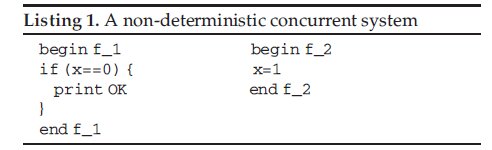 Listing 1. A non-deterministic concurrent system
begin f_1
if (x==0) {
print OK
}
end f_1
begin f_2
x=1
end f_2